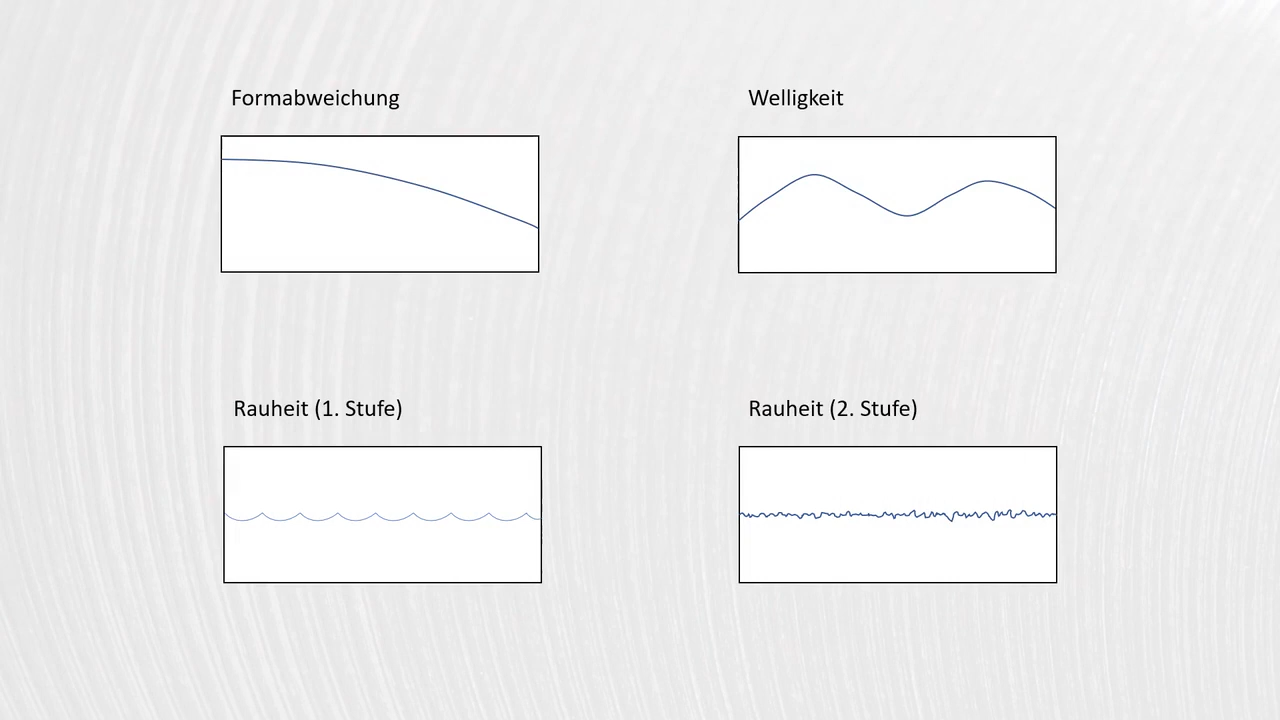 Formabweichung
Welligkeit
Rauheit (1. Stufe)
Rauheit (2. Stufe)